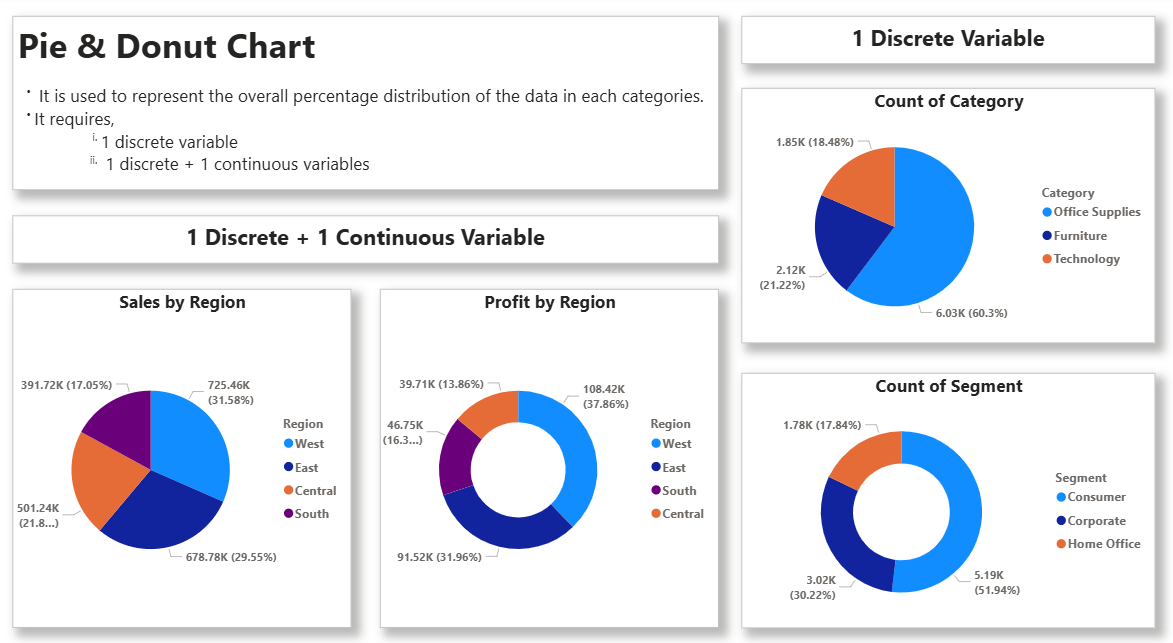 Pie & Donut Chart
· It is used to represent the overall percentage distribution of the data in each categories.
· It requires,
i. 1 discrete variable
ii. 1 discrete + 1 continuous variables
1 Discrete + 1 Continuous Variable
Sales by Region
391.72K (17.05%)
725.46K
(31.58%)
501.24K
(21.8...)
678.78K (29.55%)
Region
West
East
Central
South
Profit by Region
39.71K (13.86%)
108.42K
(37.86%)
46.75K
(16.3...)
91.52K (31.96%)
Region
West
East
South
Central
1 Discrete Variable
Count of Category
1.85K (18.48%)
2.12K
(21.22%)
6.03K (60.3%)
Category
Office Supplies
Furniture
Technology
Count of Segment
1.78K (17.84%)
3.02K
(30.22%)
5.19K
(51.94%)
Segment
Consumer
Corporate
Home Office